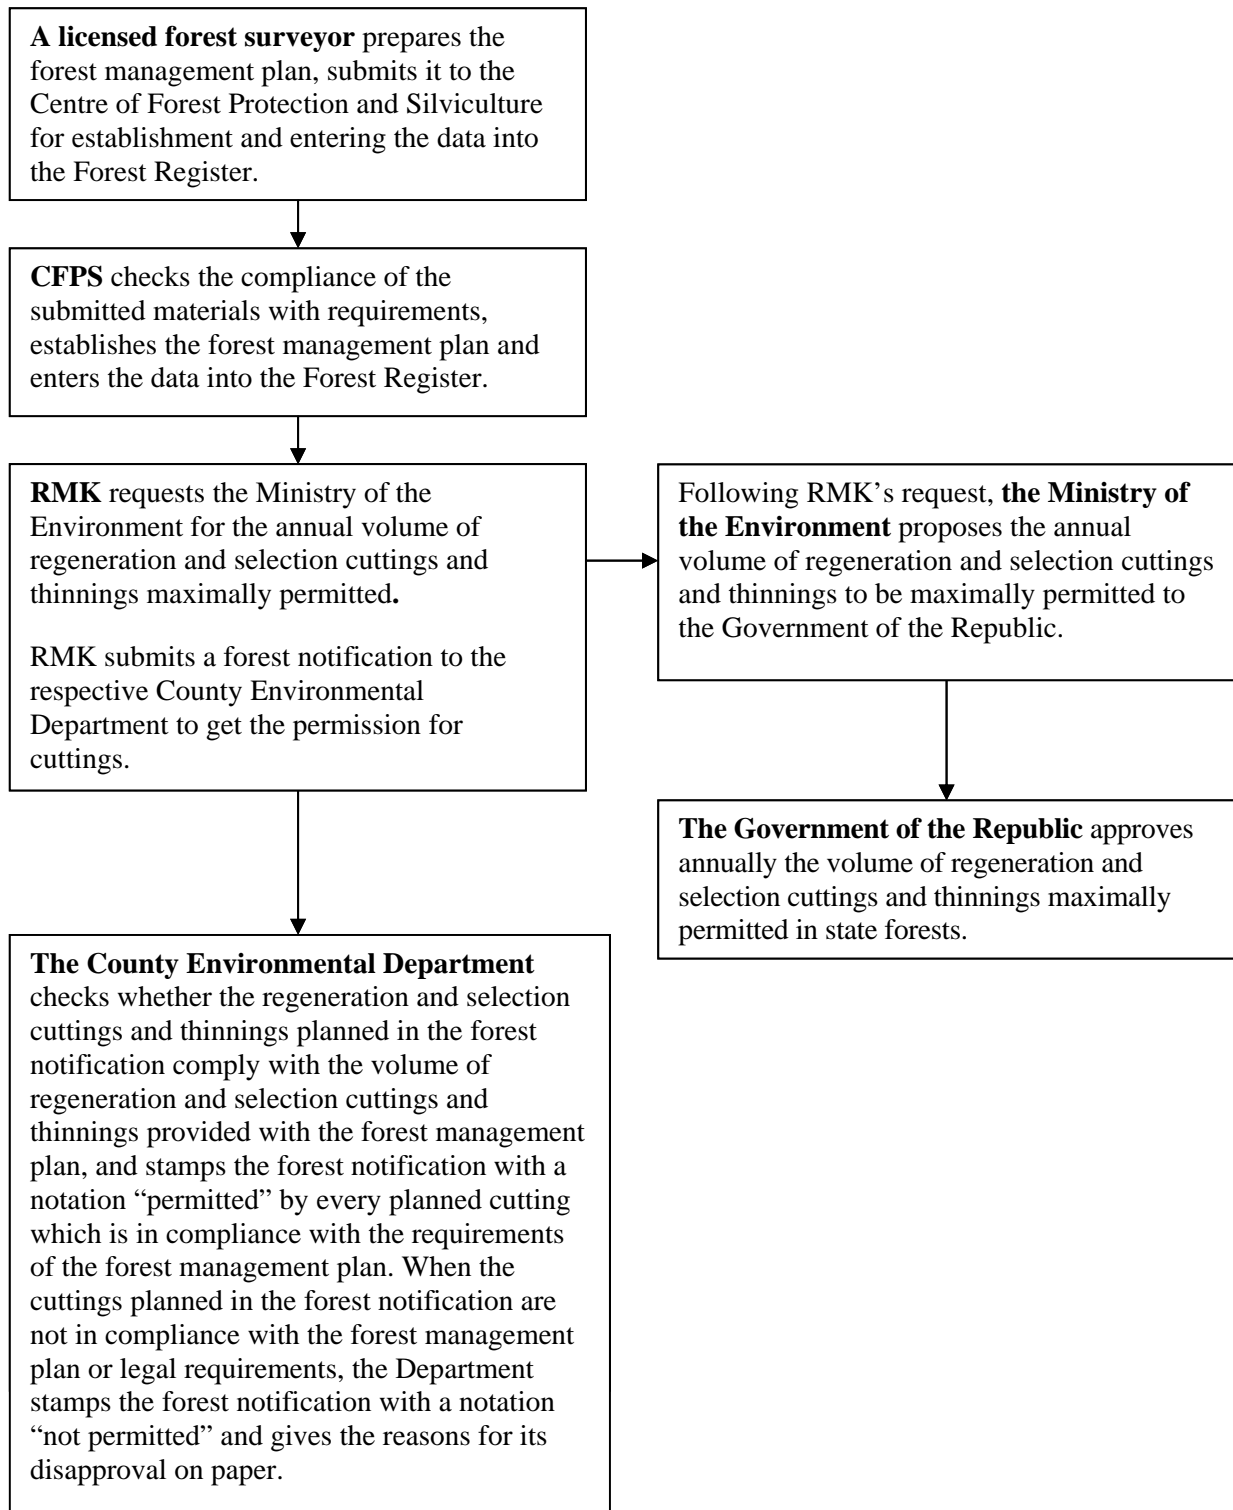 A licensed forest surveyor prepares the
forest management plan, submits it to the
Centre of Forest Protection and Silviculture
for establishment and entering the data into
the Forest Register.
CFPS checks the compliance of the
submitted materials with requirements,
establishes the forest management plan and
enters the data into the Forest Register.
RMK requests the Ministry of the
Environment for the annual volume of
regeneration and selection cuttings and
thinnings maximally permitted.
RMK submits a forest notification to the
respective County Environmental
Department to get the permission for
cuttings.
Following RMK’s request, the Ministry of
the Environment proposes the annual
volume of regeneration and selection cuttings
and thinnings to be maximally permitted to
the Government of the Republic.
The Government of the Republic approves
annually the volume of regeneration and
selection cuttings and thinnings maximally
permitted in state forests.
The County Environmental Department
checks whether the regeneration and selection
cuttings and thinnings planned in the forest
notification comply with the volume of
regeneration and selection cuttings and
thinnings provided with the forest management
plan, and stamps the forest notification with a
notation “permitted” by every planned cutting
which is in compliance with the requirements
of the forest management plan. When the
cuttings planned in the forest notification are
not in compliance with the forest management
plan or legal requirements, the Department
stamps the forest notification with a notation
“not permitted” and gives the reasons for its
disapproval on paper.